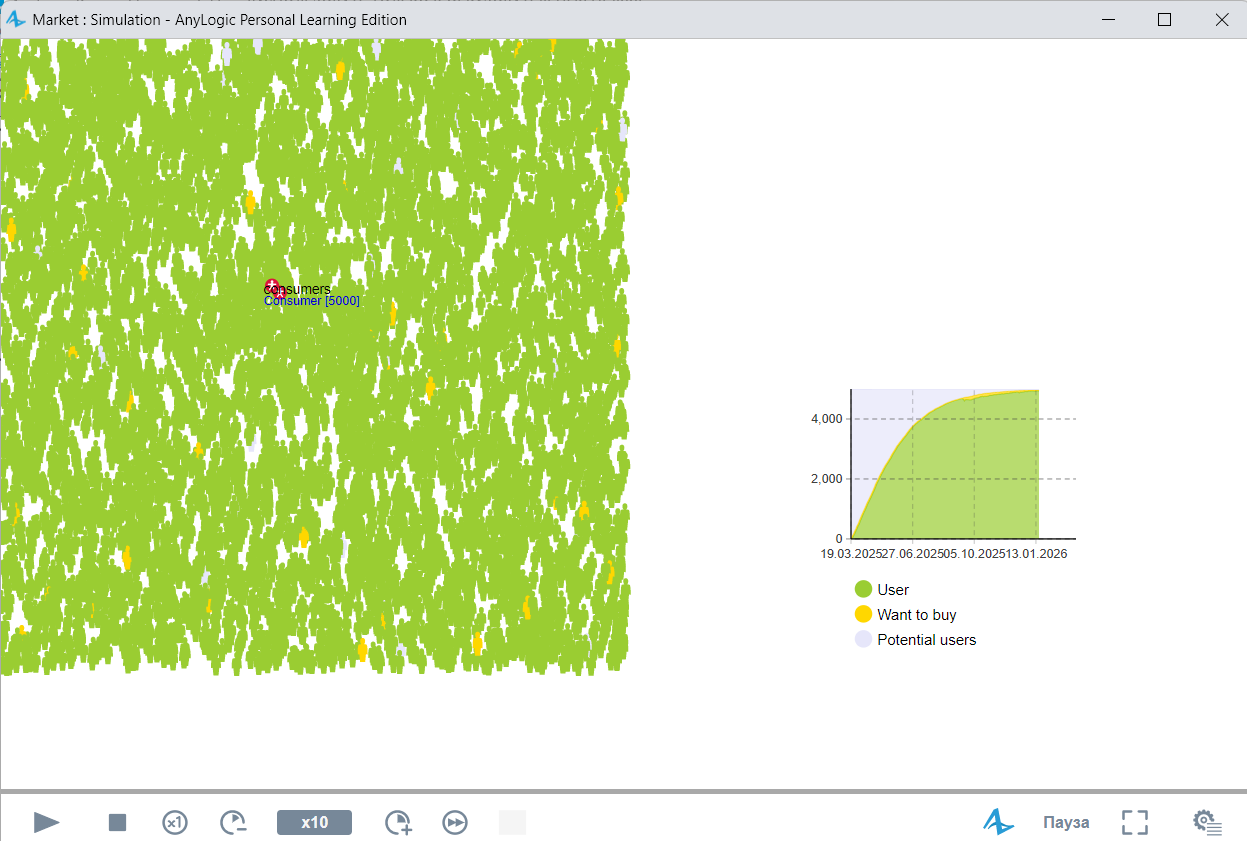 Market : Simulation - AnyLogic Personal Learning Edition
consumers
Consumer [5000]
4,000
2,000
0
19.03.2025 27.06.2025 05.10.2025 13.01.2026
User
Want to buy
Potential users
x1
x10
Пауза